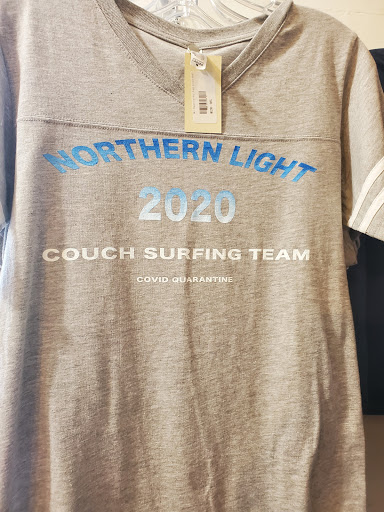 NORTHERN LIGHT
2020
COUCH SURFING TEAM
COVID QUARANTINE